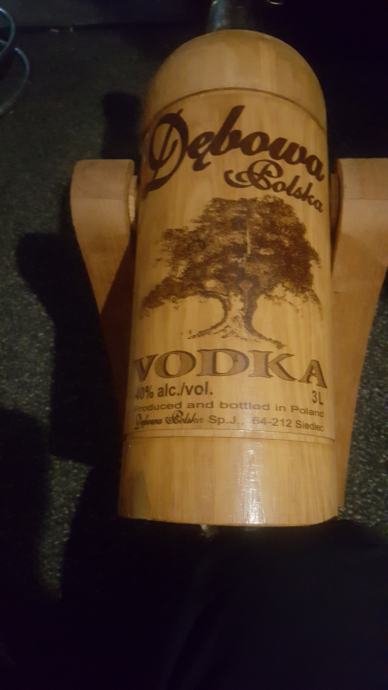 Dębowa
Polska
VODKA
40% alc./vol. 3L
Produced and bottled in Poland
Dębowa Polska Sp.J., 64-212 Siedlec